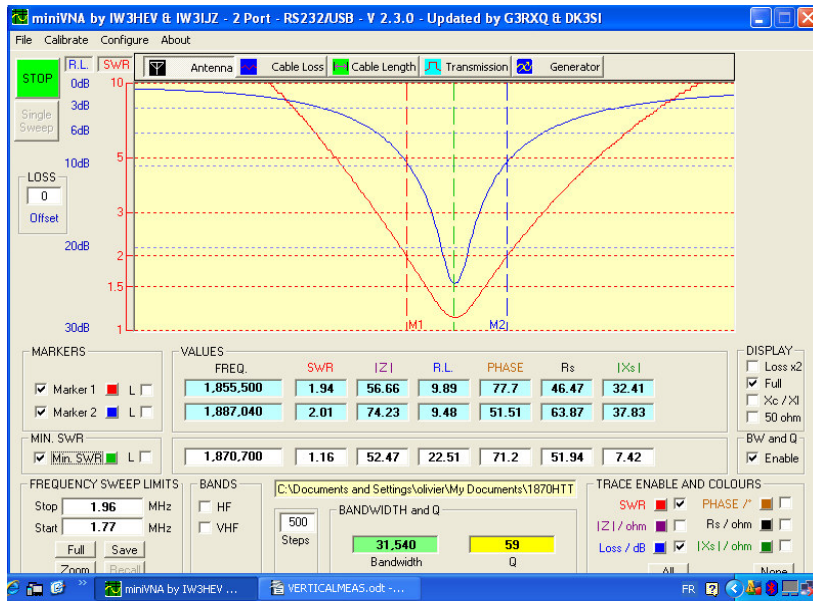 miniVNA by IW3HEV & IW3IJZ - 2 Port - RS232/USB - V 2.3.0 - Updated by G3RXQ & DK3SI
File Calibrate Configure About
STOP R.L. SWR Antenna Cable Loss Cable Length Transmission Generator
Single Sweep
0dB 10
3dB
6dB
10dB 5
LOSS
0
Offset
3
20dB 2
1.5
30dB 1 M1 M2
MARKERS VALUES DISPLAY
FREQ. SWR |Z| R.L. PHASE Rs |Xs| Loss x2
Marker 1 L 1,855,500 1.94 56.66 9.89 77.7 46.47 32.41 Full
Xc / Xl
Marker 2 L 1,887,040 2.01 74.23 9.48 51.51 63.87 37.83 50 ohm
MIN. SWR BW and Q
Min. SWR L 1,870,700 1.16 52.47 22.51 71.2 51.94 7.42 Enable
FREQUENCY SWEEP LIMITS BANDS C:\Documents and Settings\olivier\My Documents\1870HTT TRACE ENABLE AND COLOURS
Stop 1.96 MHz HF BANDWIDTH and Q SWR PHASE /°
Start 1.77 MHz VHF 500 Steps |Z| / ohm Rs / ohm
Full Save 31,540 59 Loss / dB |Xs| / ohm
Zoom Recall Bandwidth Q All None
miniVNA by IW3HEV ... VERTICALMEAS.odt -... FR